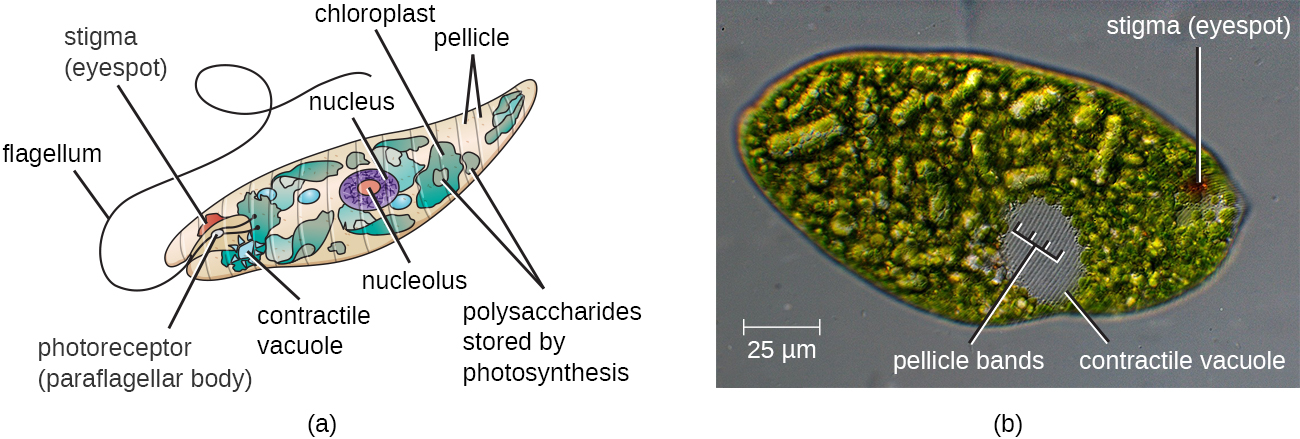 chloroplast
stigma
(eyespot)
pellicle
nucleus
flagellum
nucleolus
contractile
vacuole
polysaccharides
stored by
photosynthesis
photoreceptor
(paraflagellar body)
(a)
stigma (eyespot)
25 µm
pellicle bands
contractile vacuole
(b)